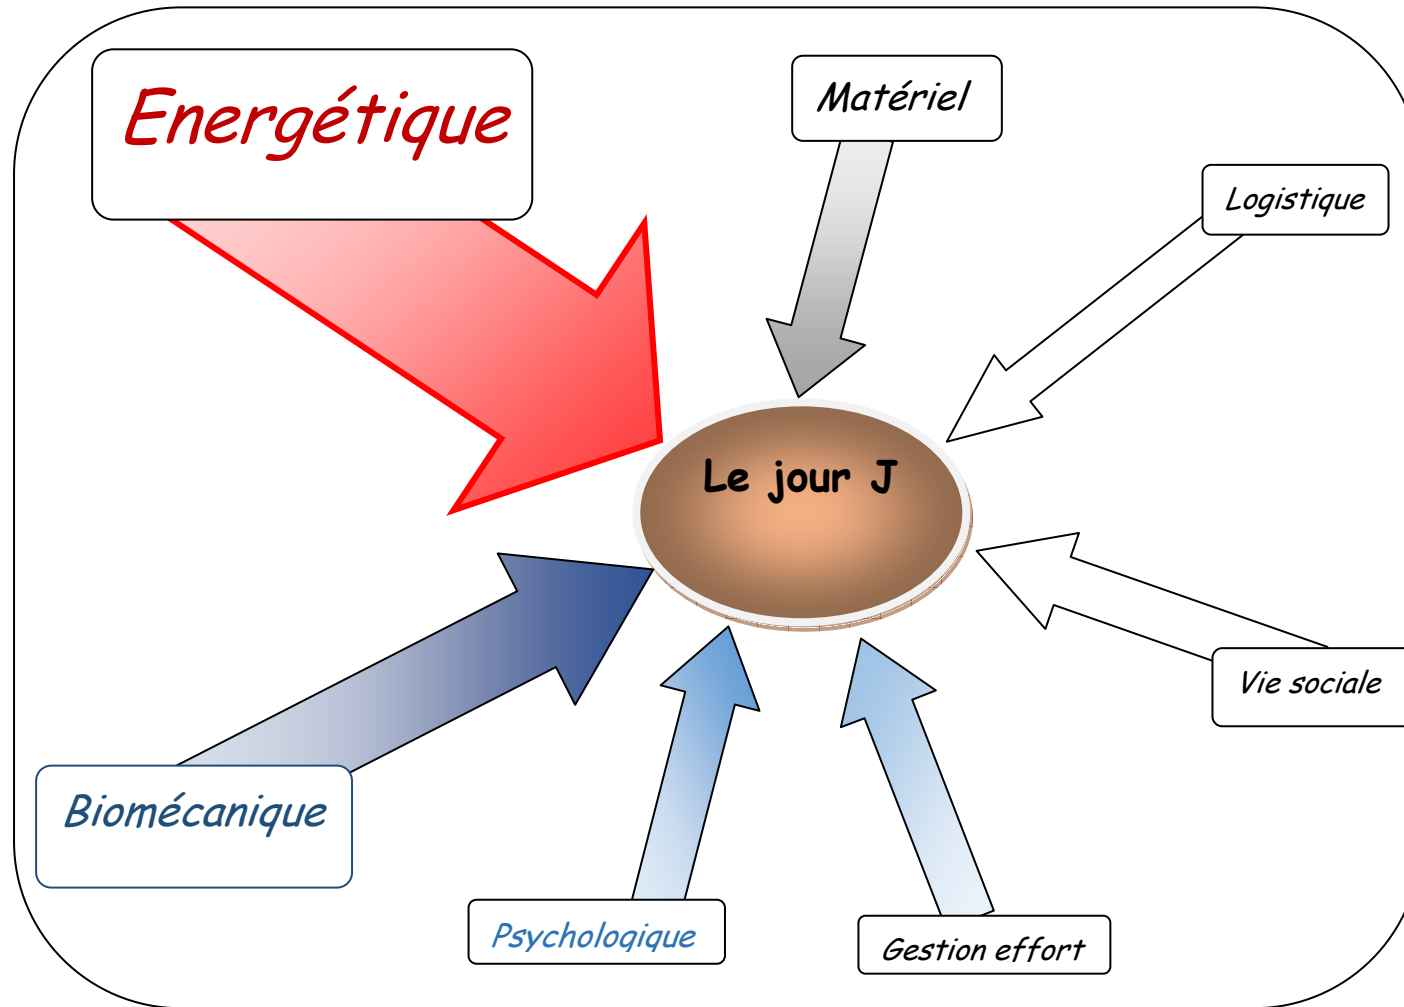 Energétique
Matériel
Logistique
Le jour J
Vie sociale
Biomécanique
Psychologique
Gestion effort